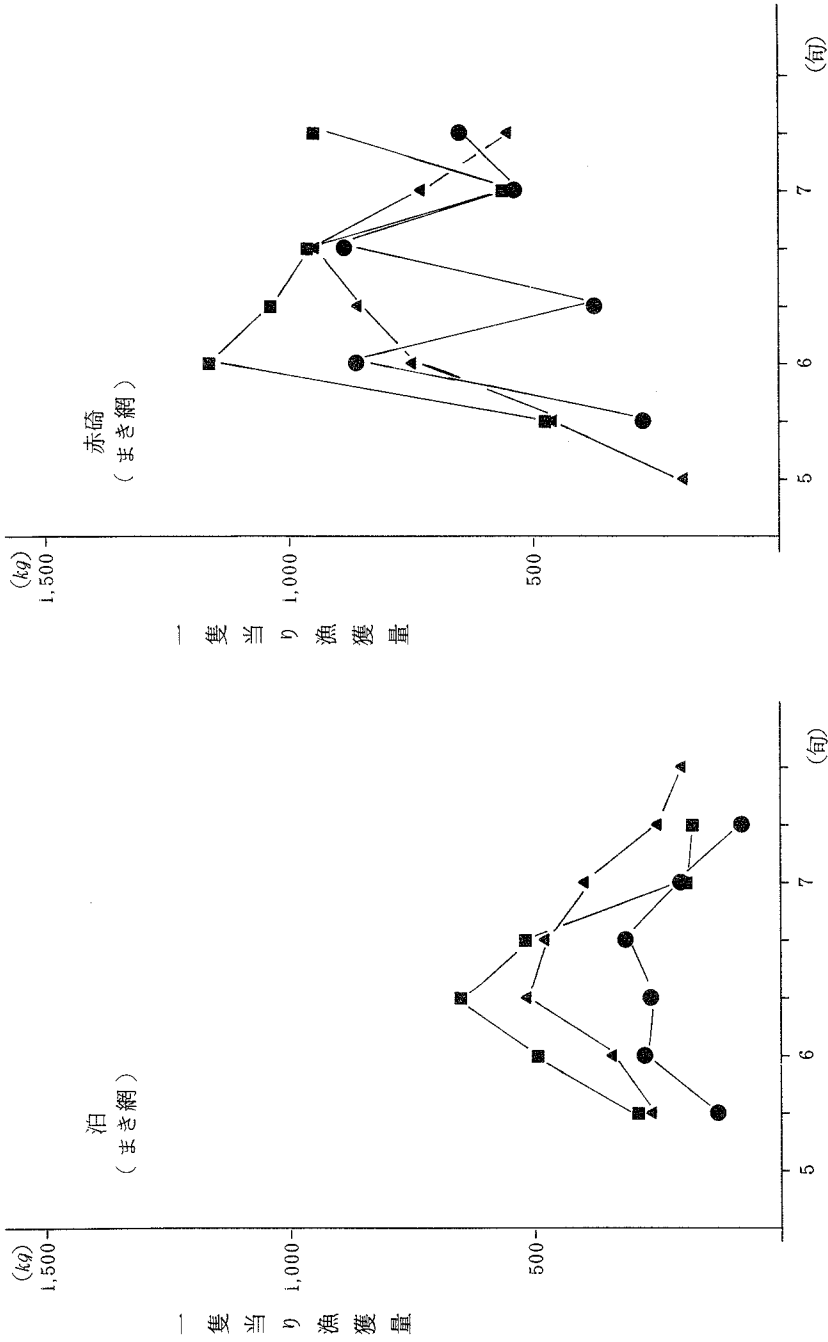 泊
(まき網)
(kg)
1,500
1,000
500
一隻当り漁獲量
5
6
7
(旬)
赤碕
(まき網)
(kg)
1,500
1,000
500
一隻当り漁獲量
5
6
7
(旬)